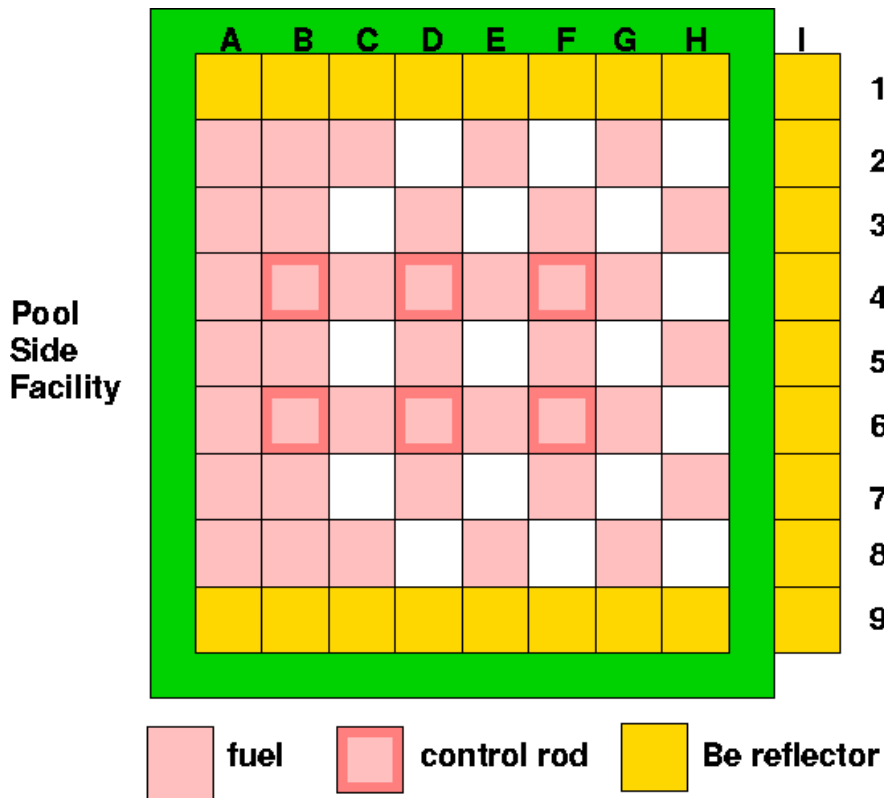 A B C D E F G H I
1
2
3
4
Pool
Side
Facility
5
6
7
8
9
fuel
control rod
Be reflector